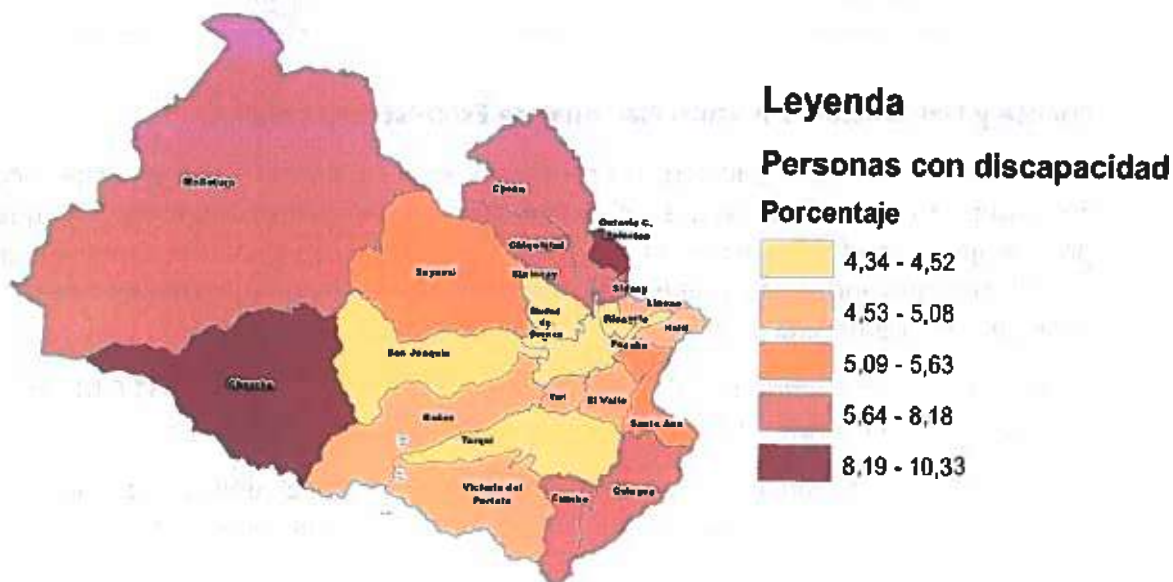 Molleturo
Chaucha
Sayausí
San Joaquín
Baños
Tarqui
Victoria del
Portete
Cumbe
Quingeo
Santa Ana
El Valle
Turi
Paccha
Nulti
Ricaurte
Llacao
Sidcay
Octavio C.
Palacios
Checa
Chiquintad
Sinincay
Ciudad
de
Cuenca
Leyenda
Personas con discapacidad
Porcentaje
4,34 - 4,52
4,53 - 5,08
5,09 - 5,63
5,64 - 8,18
8,19 - 10,33